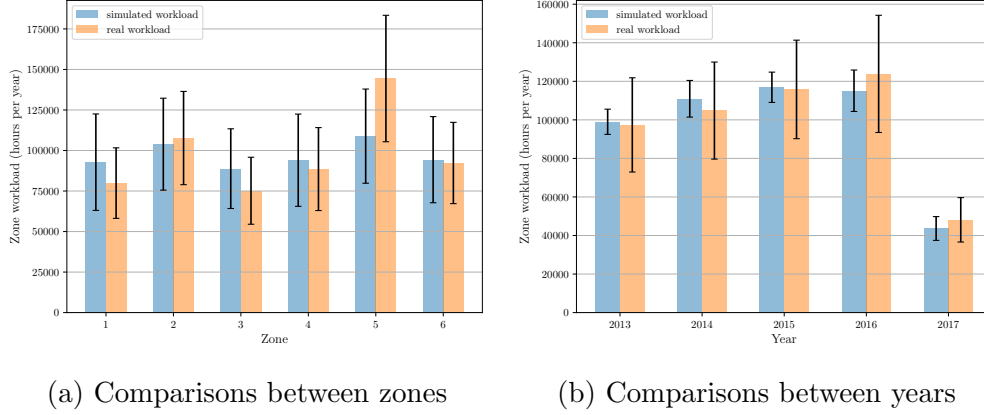 simulated workload
real workload
175000
150000
125000
100000
75000
50000
25000
0
Zone workload (hours per year)
1 2 3 4 5 6
Zone
(a) Comparisons between zones
simulated workload
real workload
160000
140000
120000
100000
80000
60000
40000
20000
0
Zone workload (hours per year)
2013 2014 2015 2016 2017
Year
(b) Comparisons between years